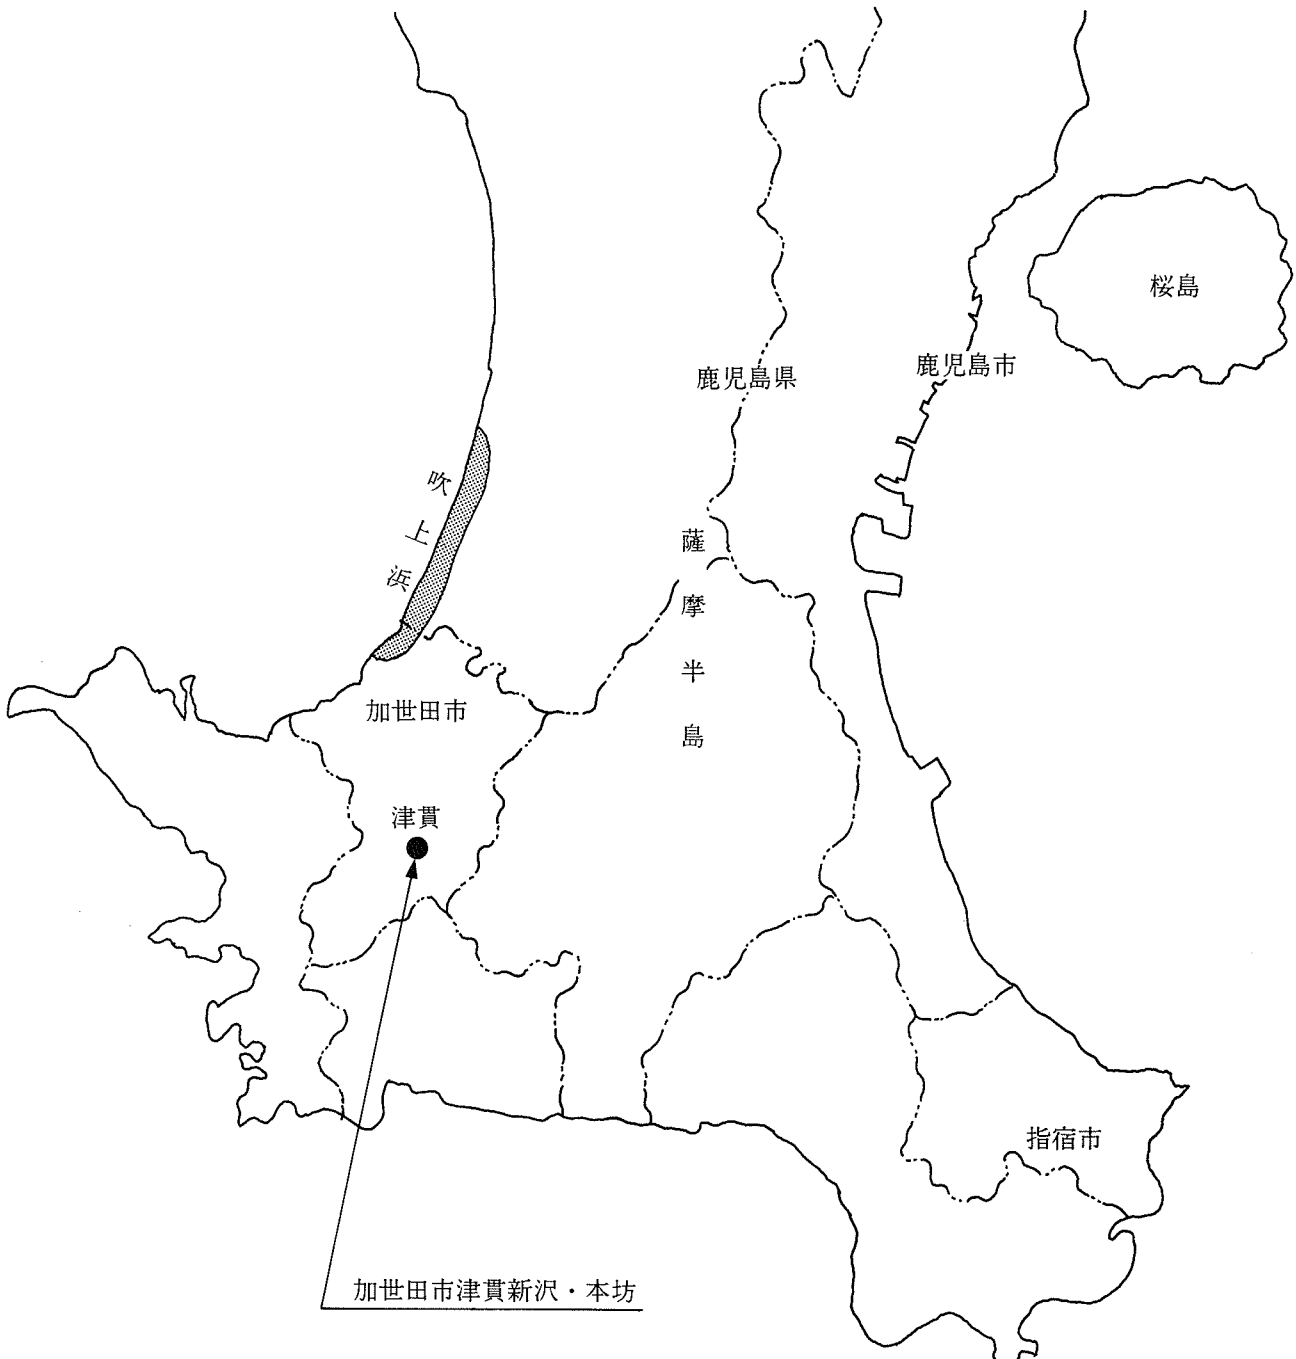 桜島
鹿児島県
鹿児島市
吹上浜
薩摩半島
加世田市
津貫
指宿市
加世田市津貫新沢・本坊